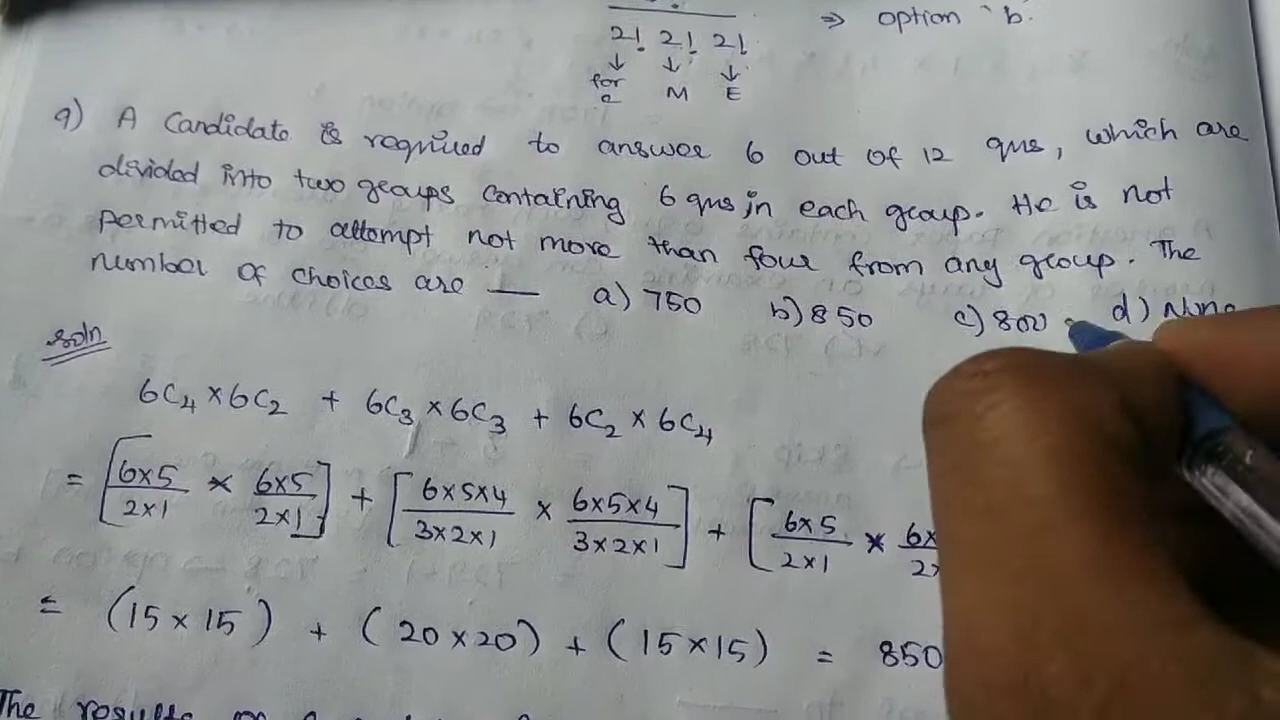 2! 2! 2! ⇒ option 'b'.
↓ ↓ ↓
for M E
e
9) A Candidate is required to answer 6 out of 12 qns, which are
divided into two groups containing 6 qns in each group. He is not
permitted to attempt not more than four from any group. The
number of choices are — a) 750 b) 850 c) 800 d) None
Soln
6C4 × 6C2 + 6C3 × 6C3 + 6C2 × 6C4
= [6×5/2×1 × 6×5/2×1] + [6×5×4/3×2×1 × 6×5×4/3×2×1] + [6×5/2×1 × 6×/2×
= (15×15) + (20×20) + (15×15) = 850
The results